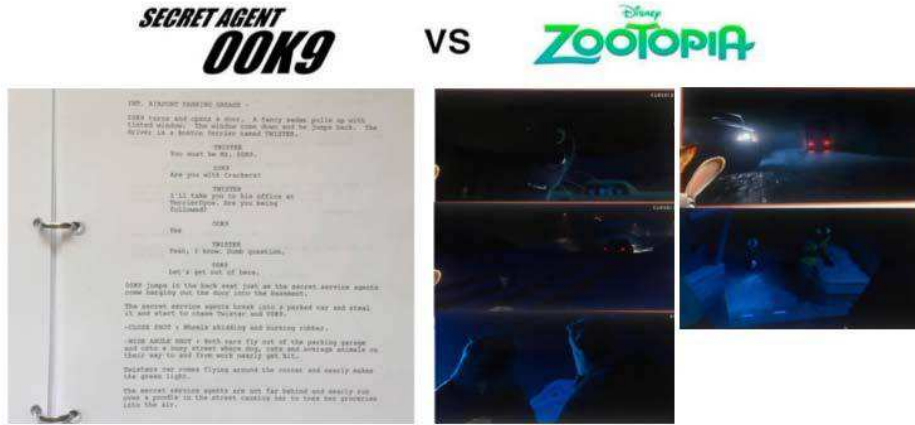 SECRET AGENT
OOK9
VS
Disney
ZOOTOPIA
INT. AIRPORT PARKING GARAGE -
OOK9 turns and opens a door. A fancy sedan pulls up with
tinted window. The window come down and he jumps back. The
driver is a Boston Terrier named TWISTER.
TWISTER
You must be Mr. OOK9.
OOK9
Are you with Crackers?
TWISTER
I'll take you to his office at
TerrierDyne. Are you being
followed?
OOK9
Yes
TWISTER
Yeah, I know. Dumb question.
OOK9
Let's get out of here.
OOK9 jumps in the back seat just as the secret service agents
come barging out the door into the basement.
The secret service agents break into a parked car and steal
it and start to chase Twister and OOK9.
-CLOSE SHOT : Wheels skidding and burning rubber.
-WIDE ANGLE SHOT : Both cars fly out of the parking garage
and onto a busy street where dog, cats and average animals on
their way to and from work nearly get hit.
Twisters car comes flying around the corner and nearly makes
the green light.
The secret service agents are not far behind and nearly run
over a poodle in the street causing her to toss her groceries
into the air.